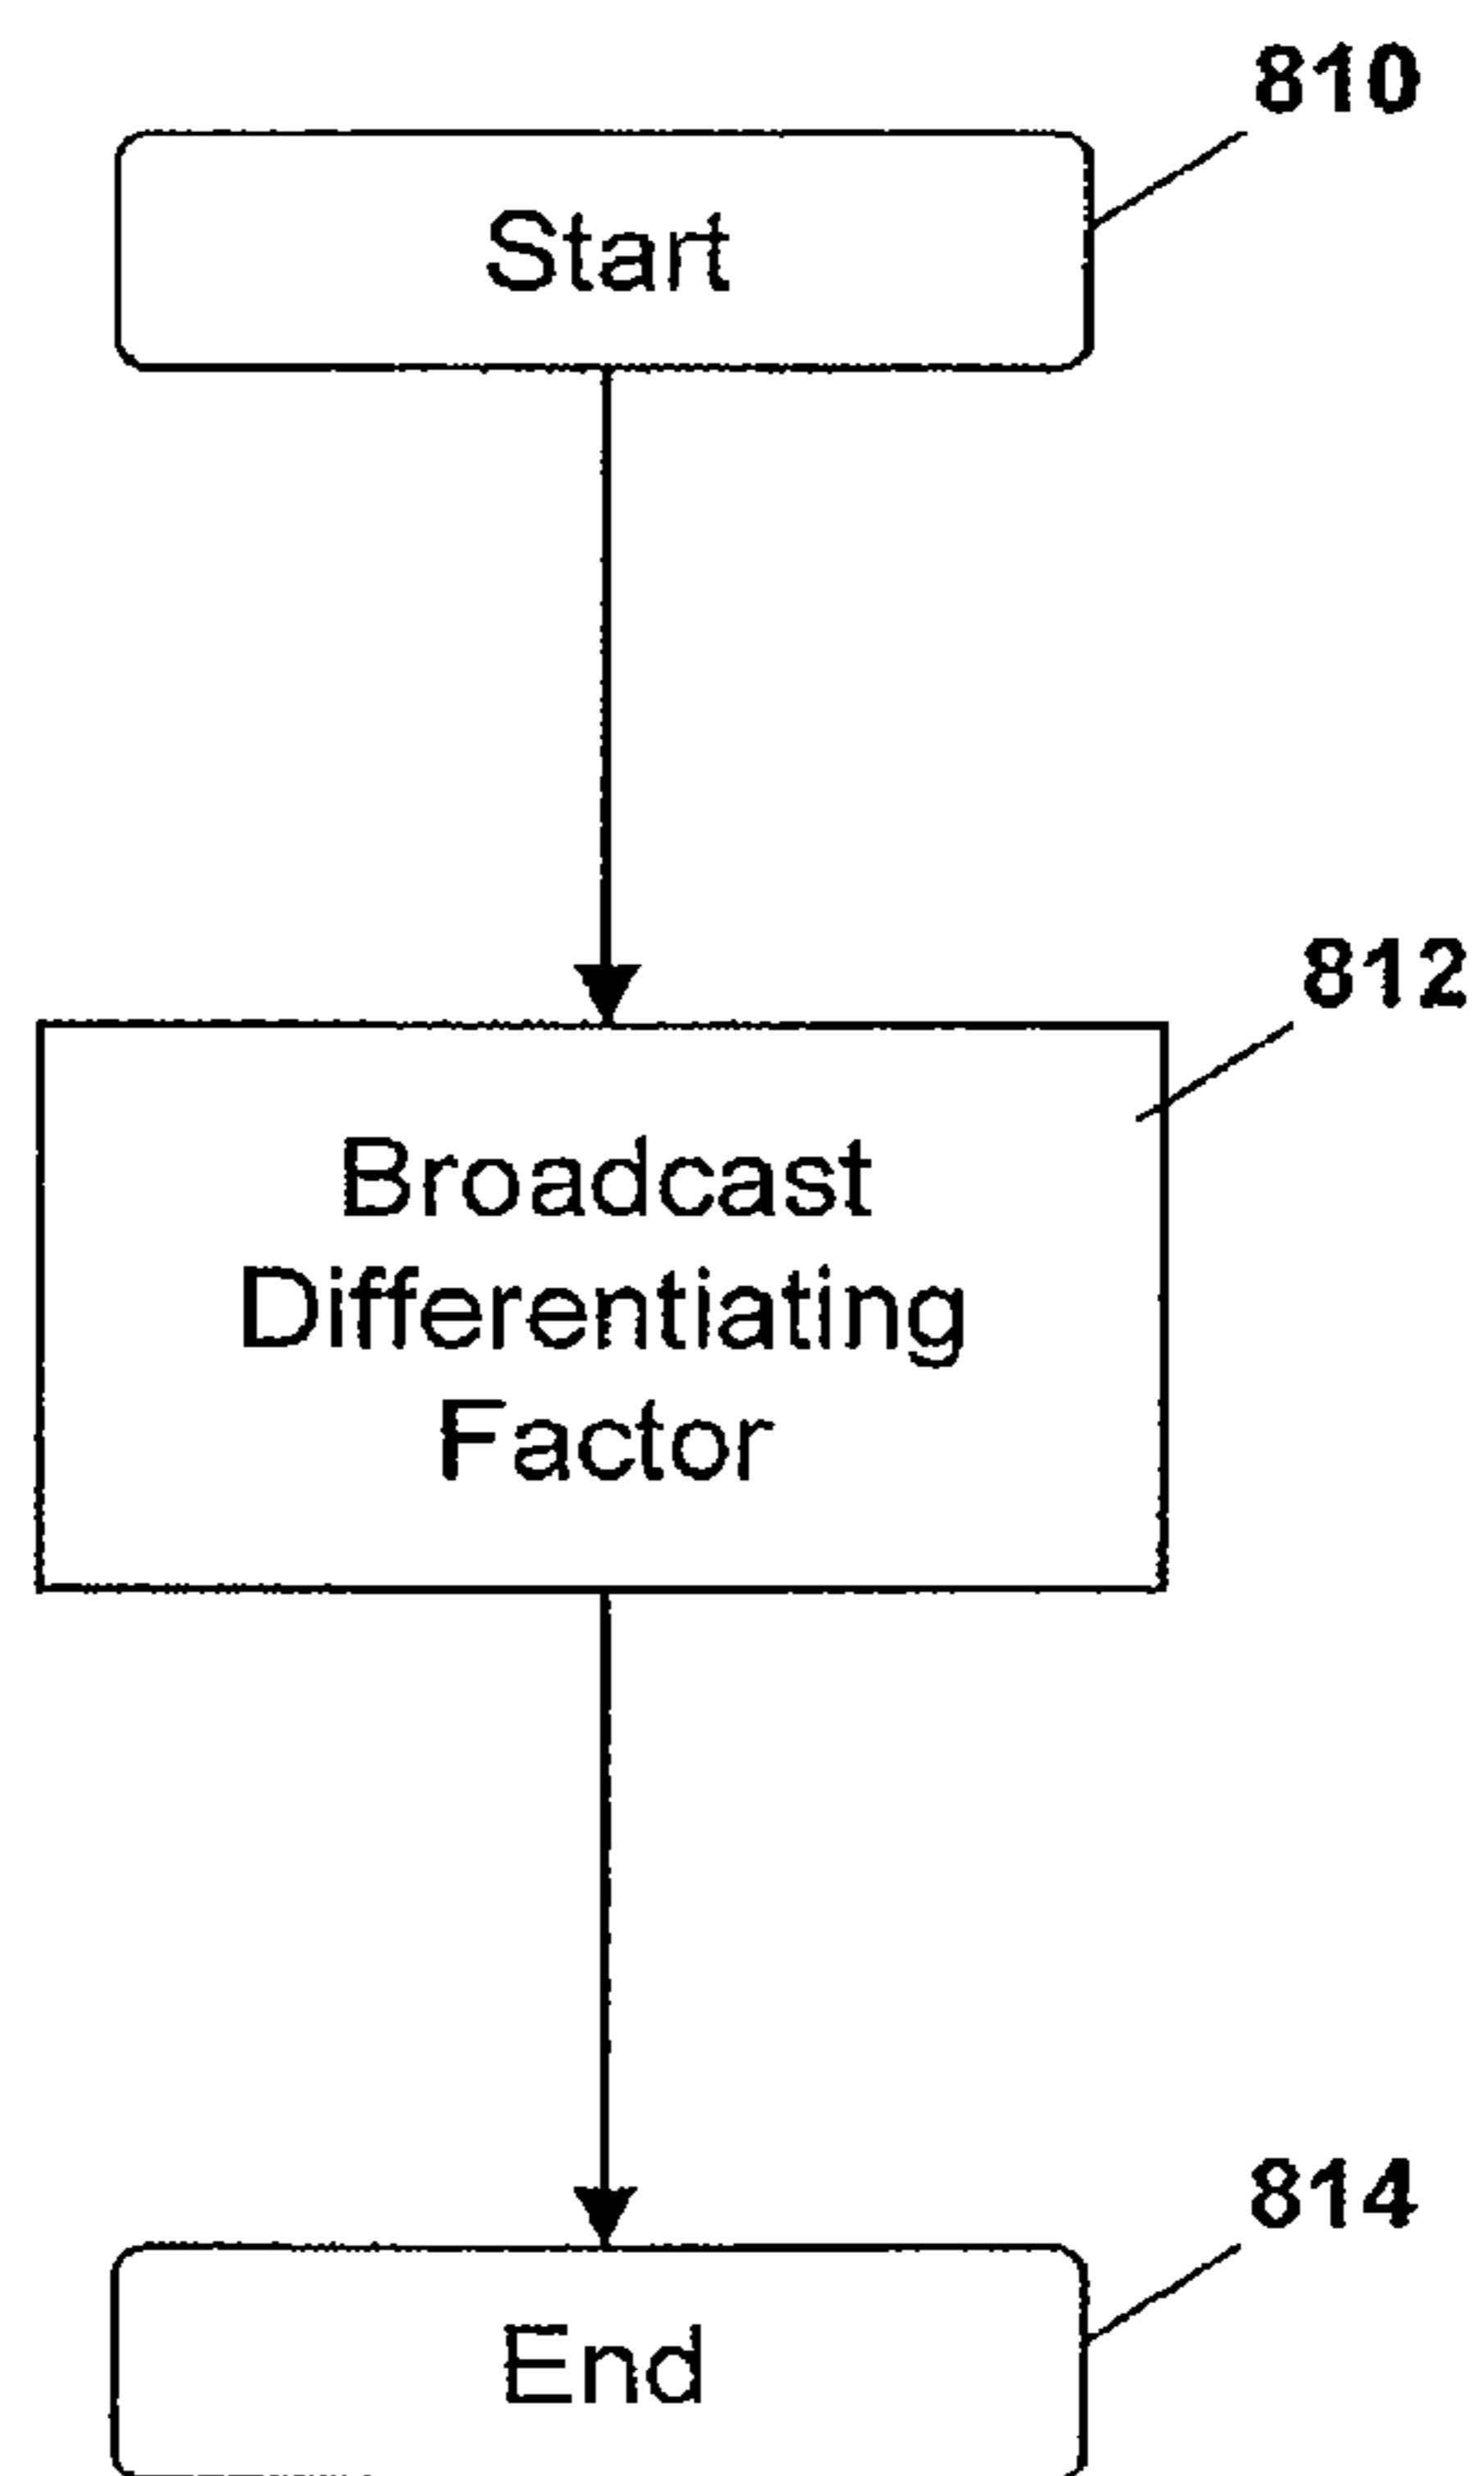 810
Start
812
Broadcast
Differentiating
Factor
814
End